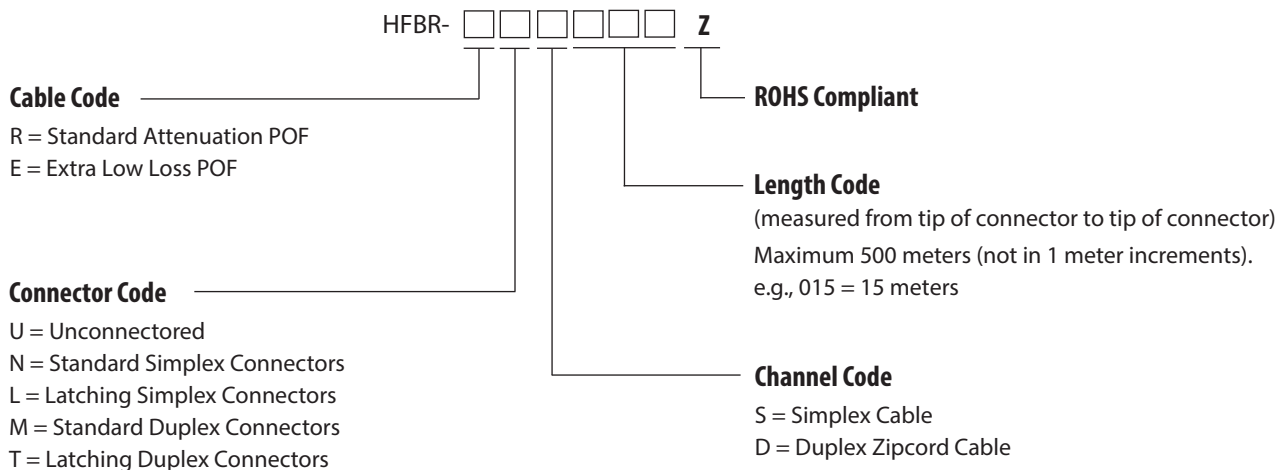 HFBR- Z
Cable Code
R = Standard Attenuation POF
E = Extra Low Loss POF
Connector Code
U = Unconnectored
N = Standard Simplex Connectors
L = Latching Simplex Connectors
M = Standard Duplex Connectors
T = Latching Duplex Connectors
ROHS Compliant
Length Code
(measured from tip of connector to tip of connector)
Maximum 500 meters (not in 1 meter increments).
e.g., 015 = 15 meters
Channel Code
S = Simplex Cable
D = Duplex Zipcord Cable